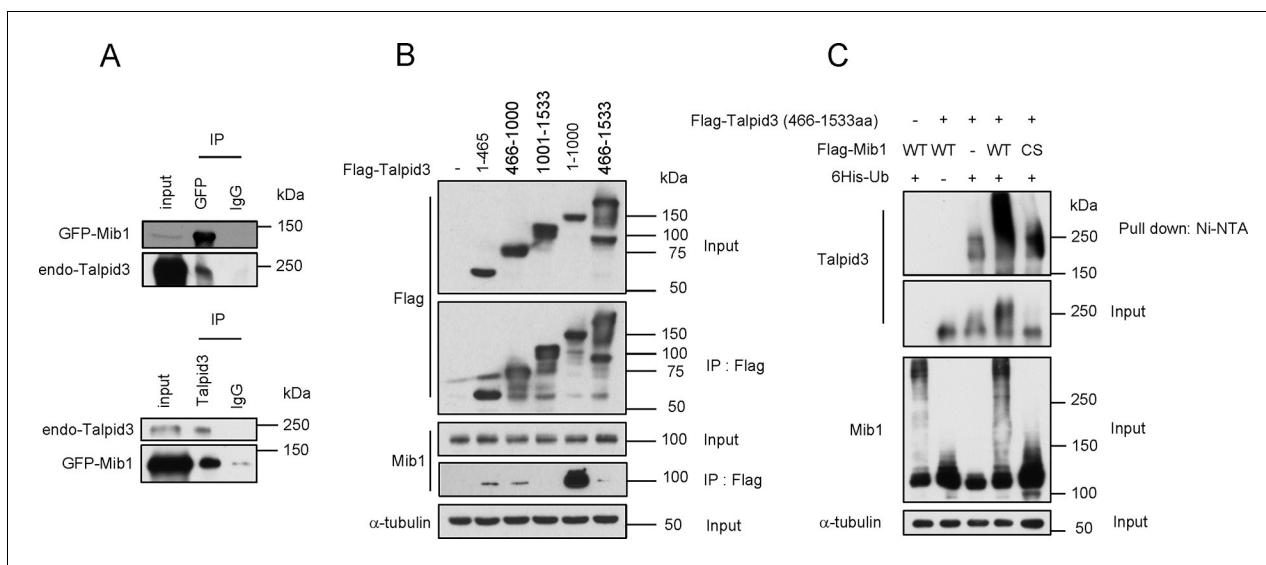 A
IP
input
GFP
IgG
kDa
GFP-Mib1
150
endo-Talpid3
250
IP
input
Talpid3
IgG
kDa
endo-Talpid3
250
GFP-Mib1
150
B
Flag-Talpid3
-
1-465
466-1000
1001-1533
1-1000
466-1533
kDa
Flag
150
100
75
50
Input
150
100
75
50
IP : Flag
Mib1
100
Input
100
IP : Flag
α-tubulin
50
Input
C
Flag-Talpid3 (466-1533aa) - + + + +
Flag-Mib1 WT WT - WT CS
6His-Ub + - + + +
kDa
Talpid3
250
150
Pull down: Ni-NTA
250
Input
Mib1
250
150
100
Input
α-tubulin
50
Input